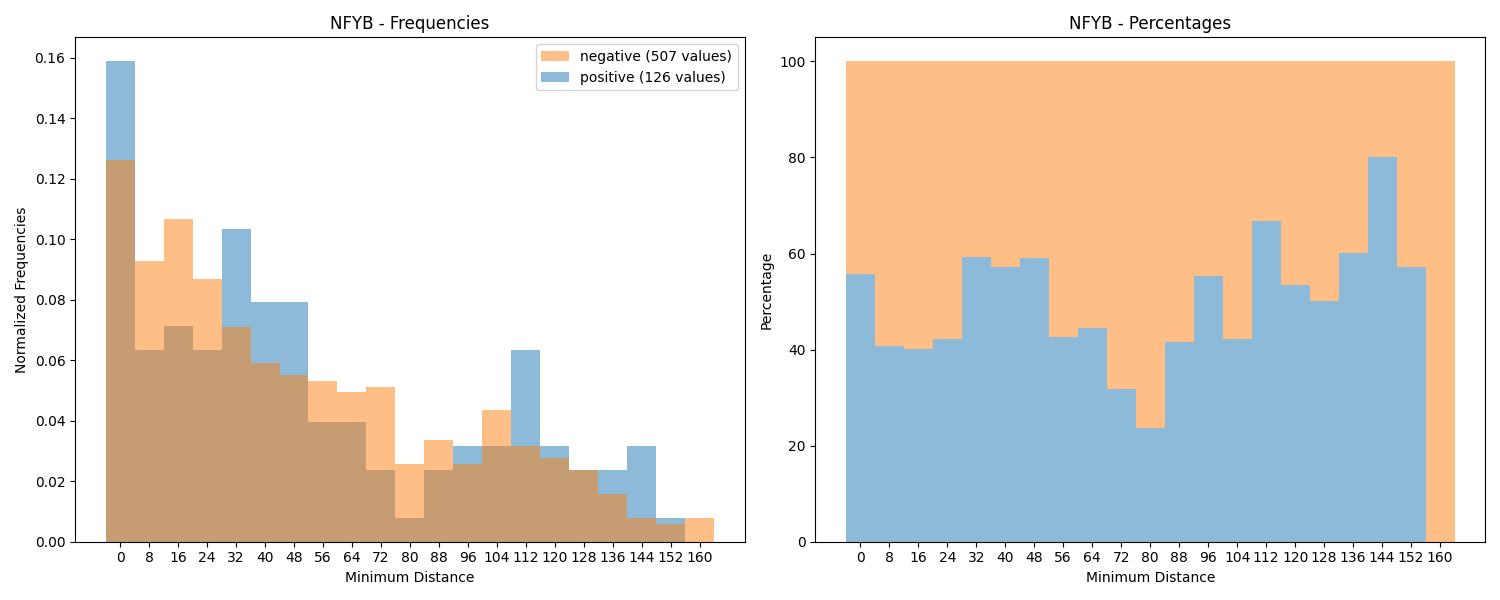 NFYB - Frequencies
Normalized Frequencies
0.16
0.14
0.12
0.10
0.08
0.06
0.04
0.02
0.00
negative (507 values)
positive (126 values)
0 8 16 24 32 40 48 56 64 72 80 88 96 104 112 120 128 136 144 152 160
Minimum Distance
NFYB - Percentages
Percentage
100
80
60
40
20
0
0 8 16 24 32 40 48 56 64 72 80 88 96 104 112 120 128 136 144 152 160
Minimum Distance